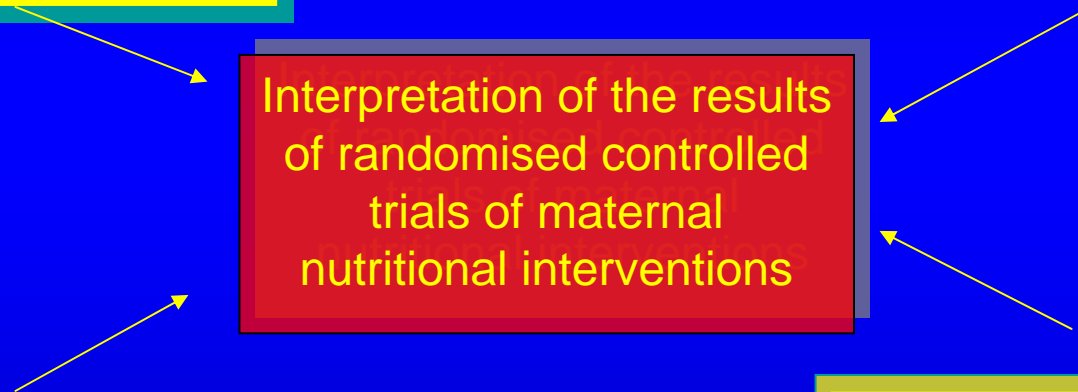 Interpretation of the results
of randomised controlled
trials of maternal
nutritional interventions